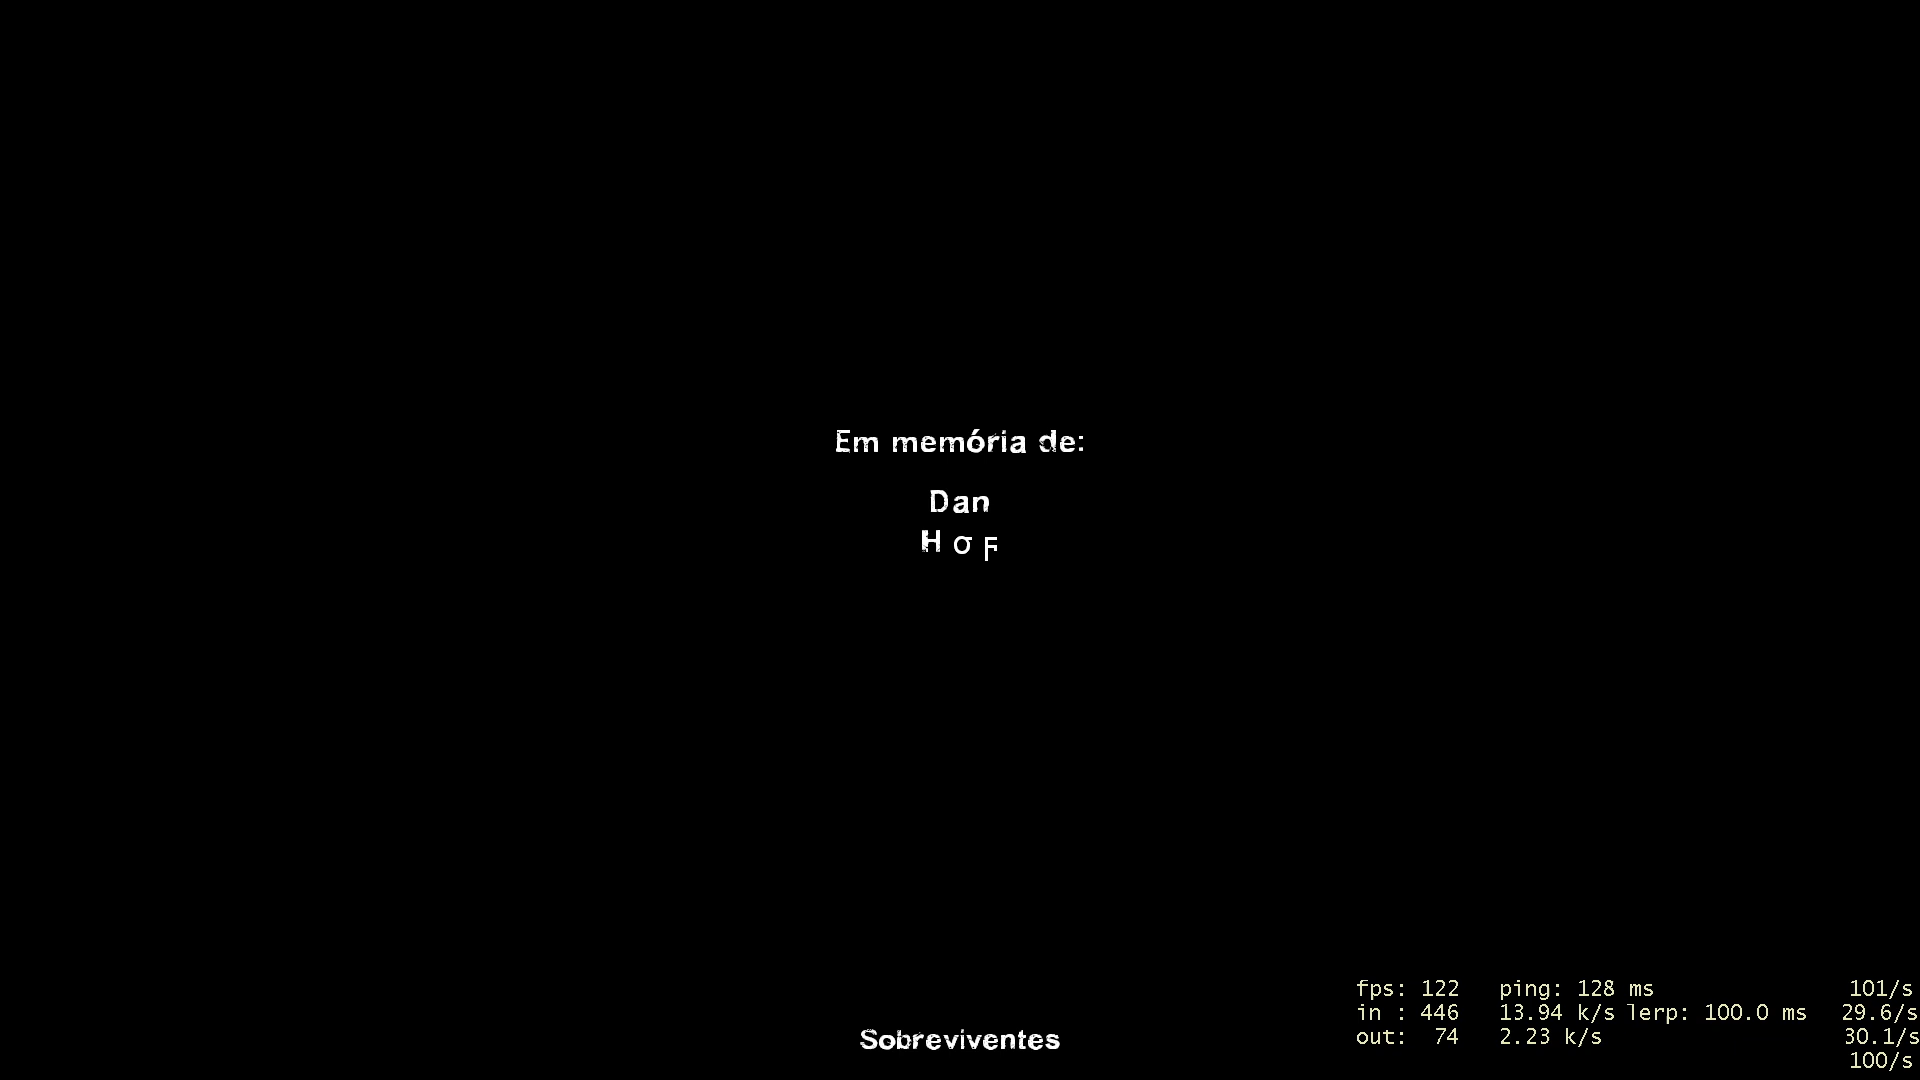 Em memória de:
Dan
H σ F
Sobreviventes
fps: 122 ping: 128 ms 101/s
in : 446 13.94 k/s lerp: 100.0 ms 29.6/s
out: 74 2.23 k/s 30.1/s
100/s